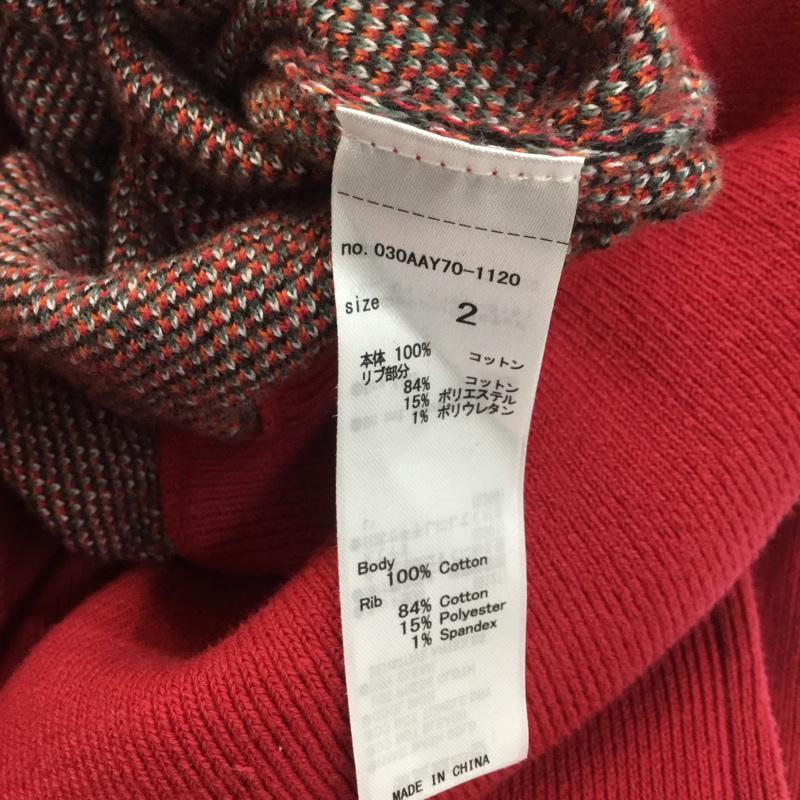 no. 030AAY70-1120
size 2
本体 100% コットン
リブ部分
84% コットン
15% ポリエステル
1% ポリウレタン
Body
100% Cotton
Rib
84% Cotton
15% Polyester
1% Spandex
MADE IN CHINA